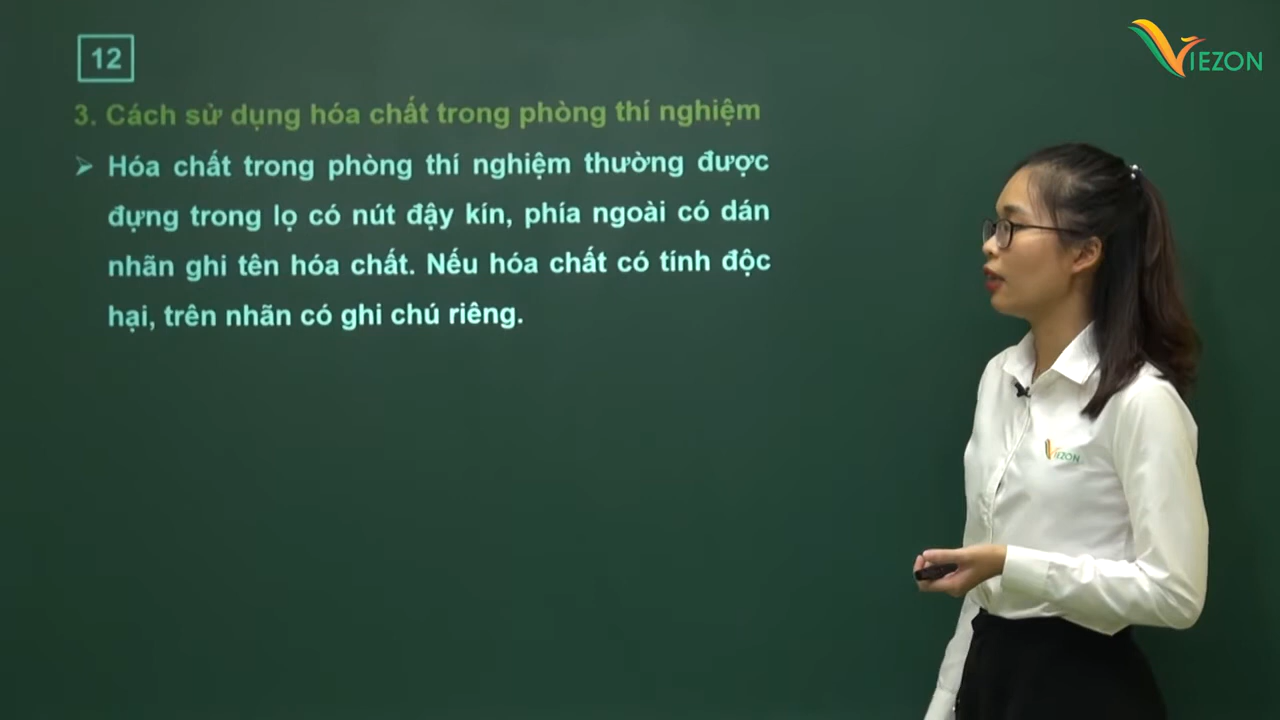 12
VIEZON
3. Cách sử dụng hóa chất trong phòng thí nghiệm
➢ Hóa chất trong phòng thí nghiệm thường được
đựng trong lọ có nút đậy kín, phía ngoài có dán
nhãn ghi tên hóa chất. Nếu hóa chất có tính độc
hại, trên nhãn có ghi chú riêng.
VIEZON